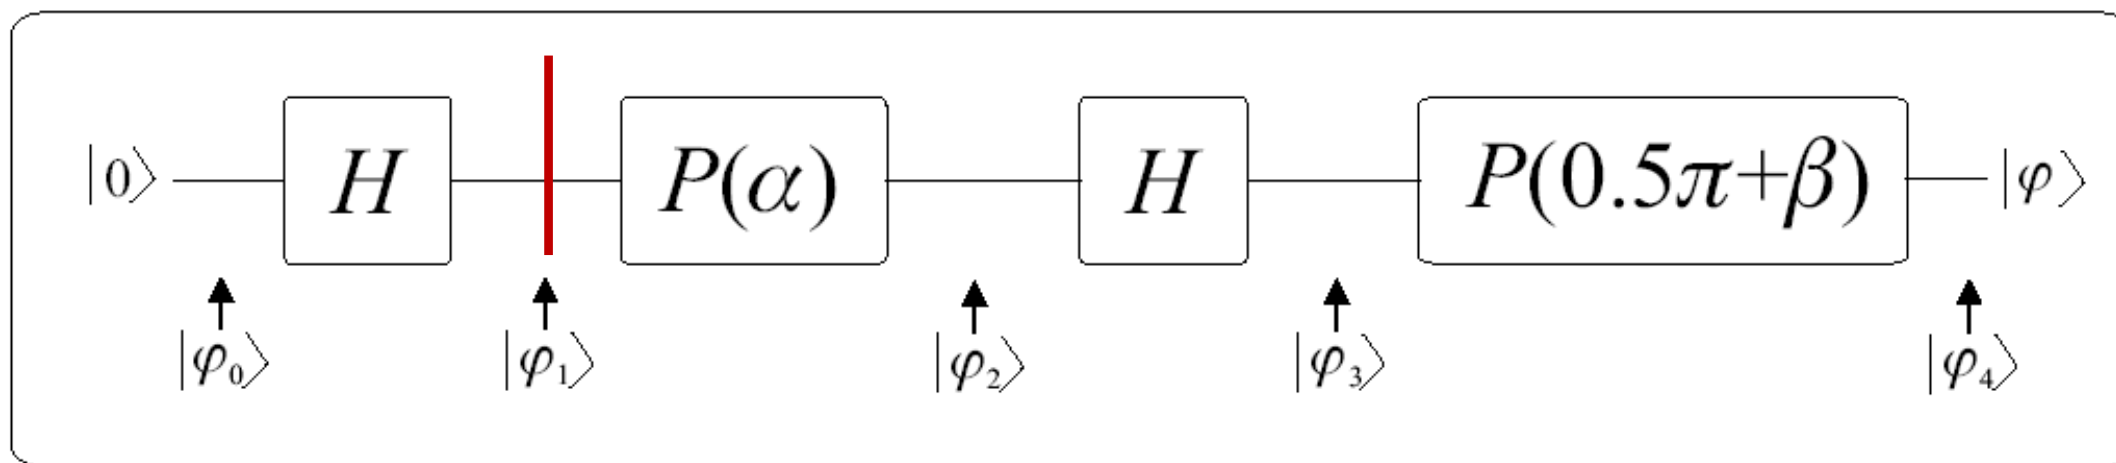 |0⟩ H P(α) H P(0.5π+β) |φ⟩
|φ₀⟩ |φ₁⟩ |φ₂⟩ |φ₃⟩ |φ₄⟩